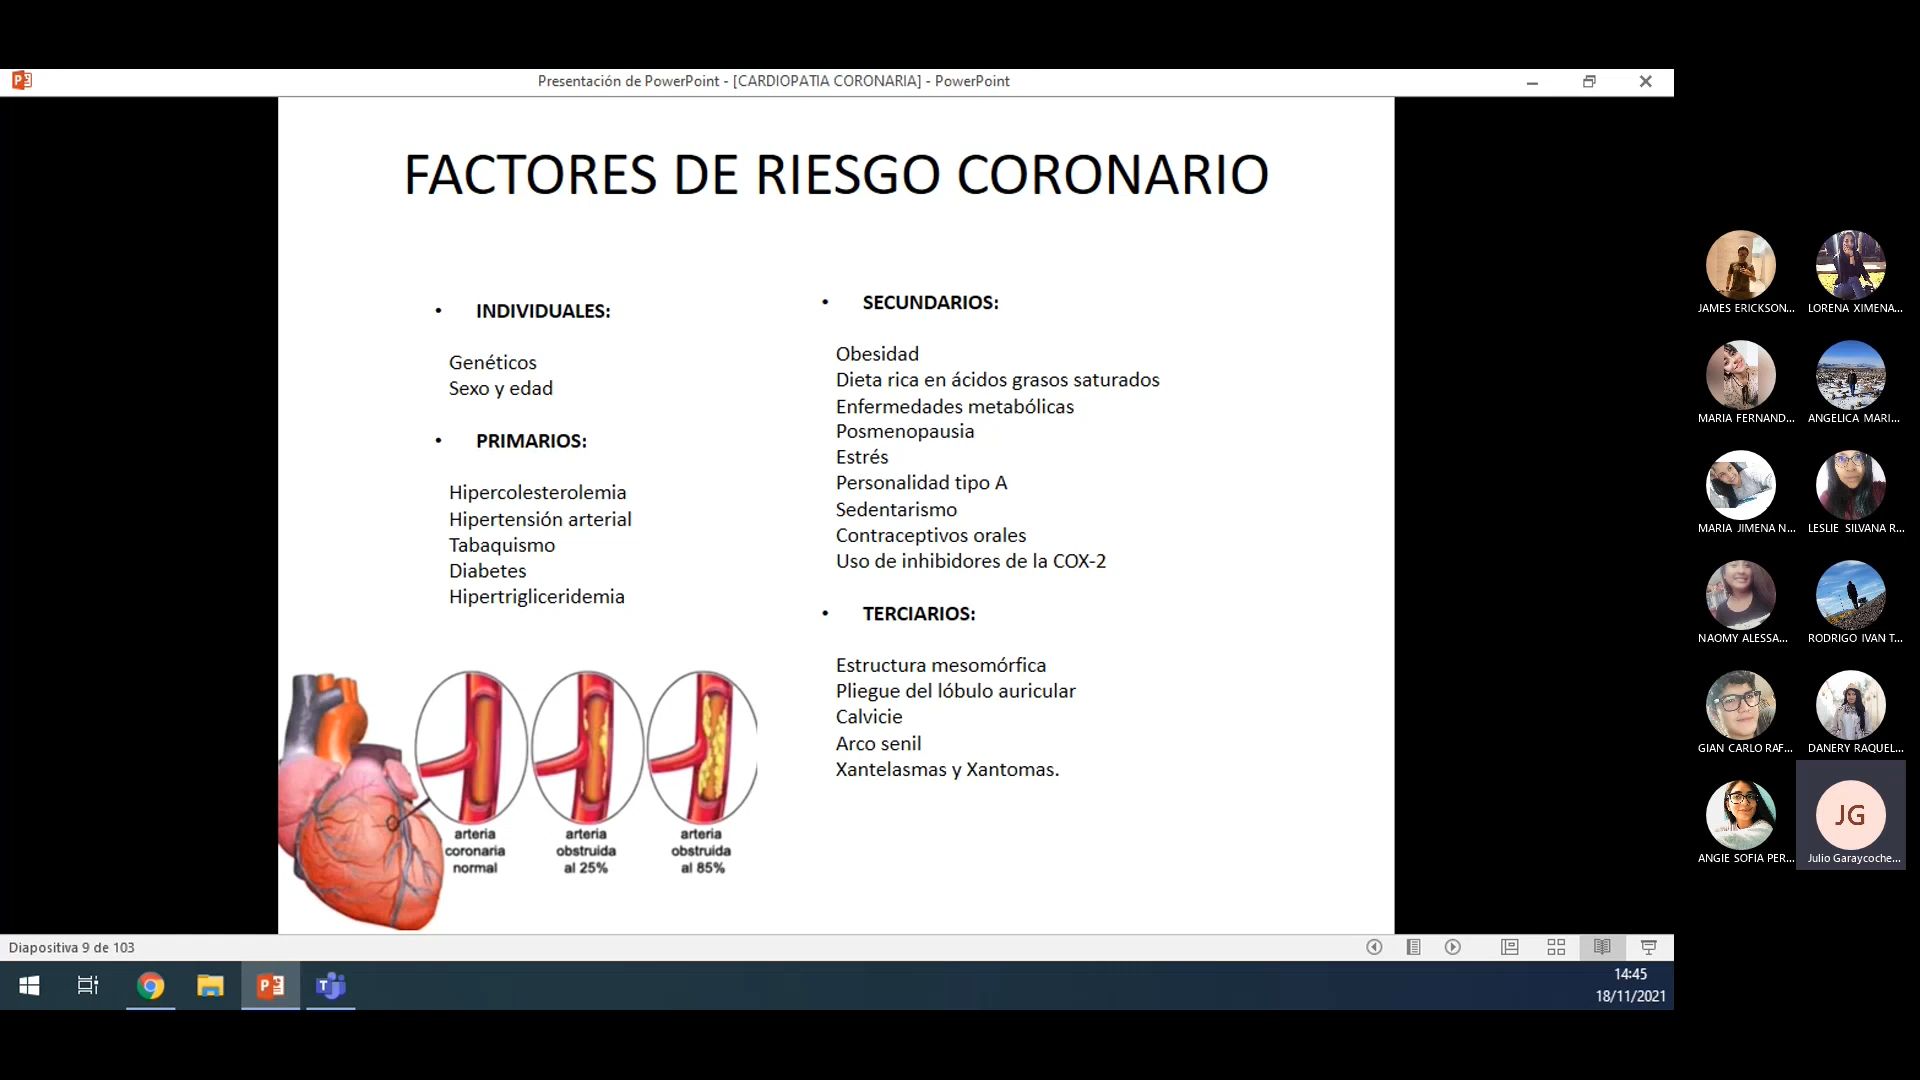 Presentación de PowerPoint - [CARDIOPATIA CORONARIA] - PowerPoint
FACTORES DE RIESGO CORONARIO
• INDIVIDUALES:
Genéticos
Sexo y edad
• PRIMARIOS:
Hipercolesterolemia
Hipertensión arterial
Tabaquismo
Diabetes
Hipertrigliceridemia
• SECUNDARIOS:
Obesidad
Dieta rica en ácidos grasos saturados
Enfermedades metabólicas
Posmenopausia
Estrés
Personalidad tipo A
Sedentarismo
Contraceptivos orales
Uso de inhibidores de la COX-2
• TERCIARIOS:
Estructura mesomórfica
Pliegue del lóbulo auricular
Calvicie
Arco senil
Xantelasmas y Xantomas.
arteria
coronaria
normal
arteria
obstruida
al 25%
arteria
obstruida
al 85%
JAMES ERICKSON...
LORENA XIMENA...
MARIA FERNAND...
ANGELICA MARI...
MARIA JIMENA N...
LESLIE SILVANA R...
NAOMY ALESSA...
RODRIGO IVAN T...
GIAN CARLO RAF...
DANERY RAQUEL...
ANGIE SOFIA PER...
JG
Julio Garaycoche...
Diapositiva 9 de 103
14:45
18/11/2021